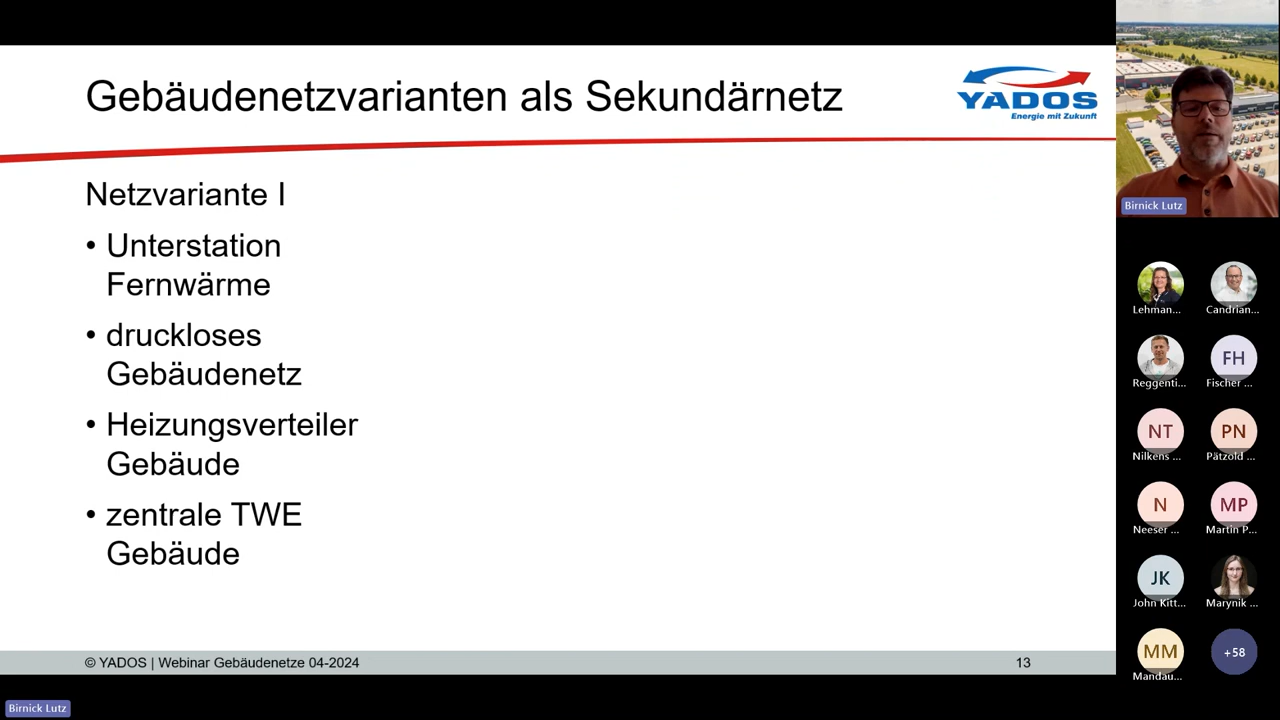 Gebäudenetzvarianten als Sekundärnetz
YADOS
Energie mit Zukunft
Netzvariante I
• Unterstation
Fernwärme
• druckloses
Gebäudenetz
• Heizungsverteiler
Gebäude
• zentrale TWE
Gebäude
© YADOS | Webinar Gebäudenetze 04-2024
13
Birnick Lutz
Birnick Lutz
Lehman...
Candrian...
Reggenti...
FH
Fischer ...
NT
Nilkens ...
PN
Pätzold ...
N
Neeser ...
MP
Martin P...
JK
John Kitt...
Marynik ...
MM
Mandau...
+58